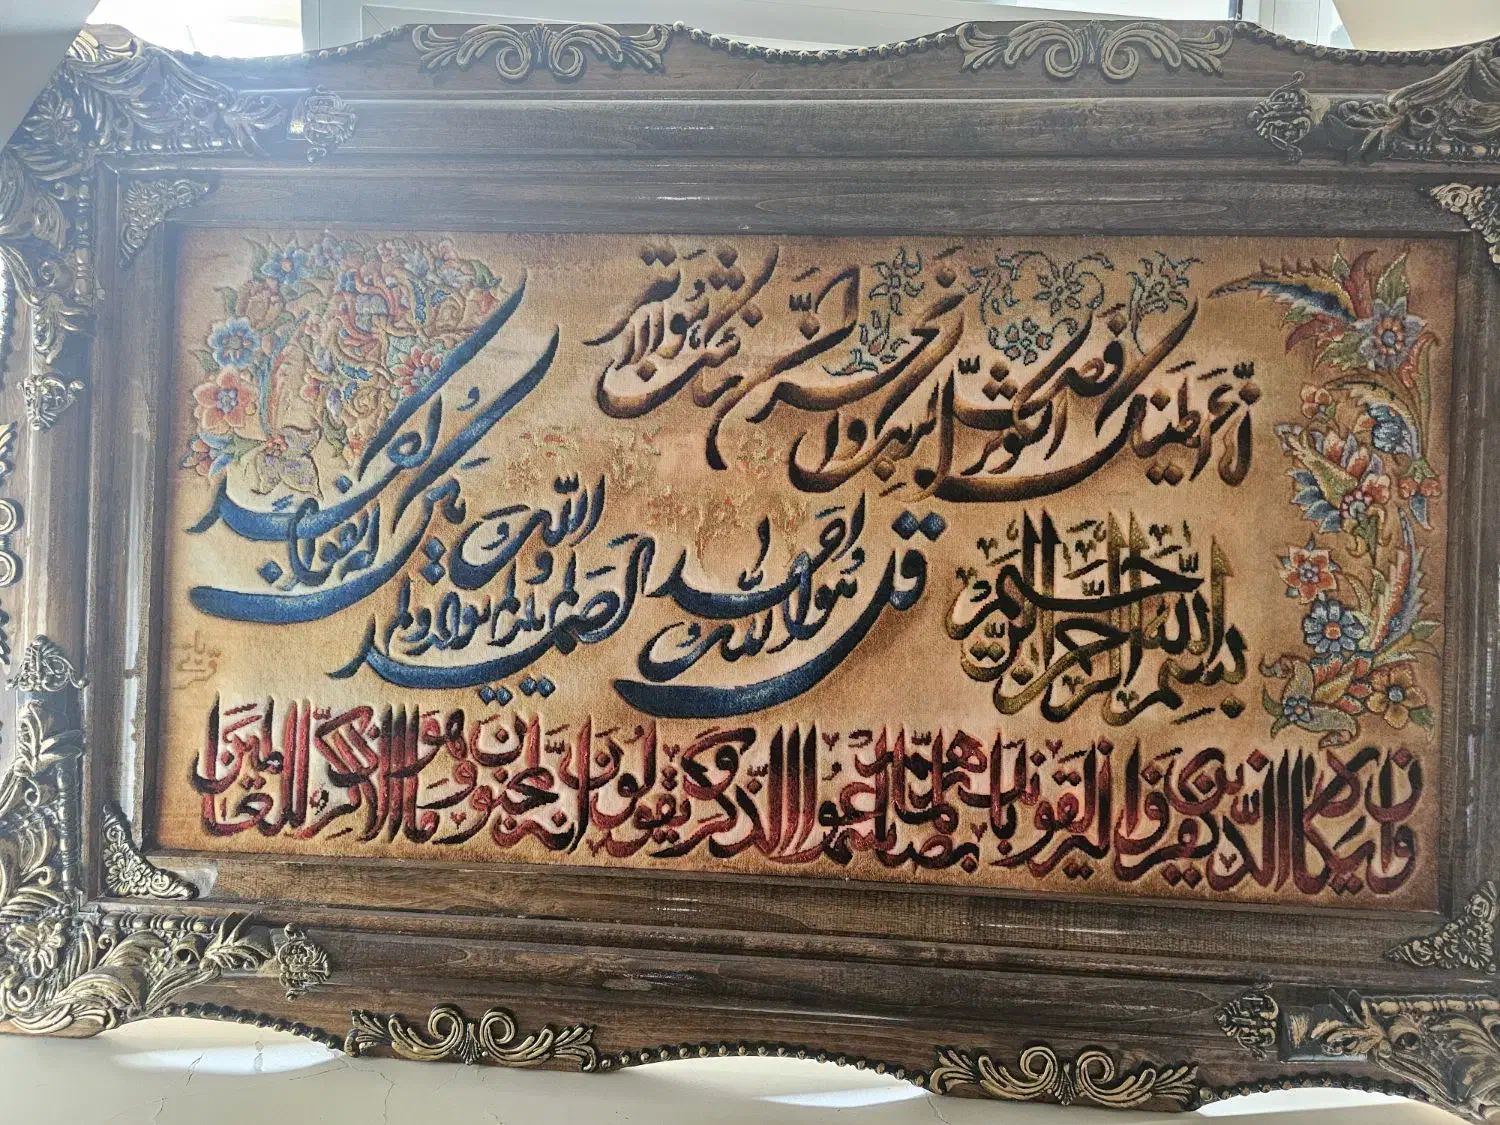 إنا أعطيناك الكوثر فصل لربك وانحر إن شانئك هو الأبتر
بسم الله الرحمن الرحيم
قل هو الله أحد الله الصمد لم يلد ولم يولد ولم يكن له كفوا أحد
وإن يكاد الذين كفروا ليزلقونك بأبصارهم لما سمعوا الذكر ويقولون إنه لمجنون وما هو إلا ذكر للعالمين